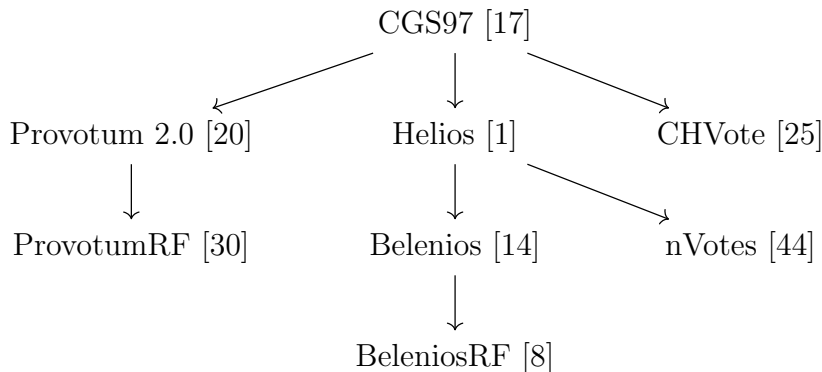 CGS97 [17]
Provotum 2.0 [20] Helios [1] CHVote [25]
ProvotumRF [30] Belenios [14] nVotes [44]
BeleniosRF [8]